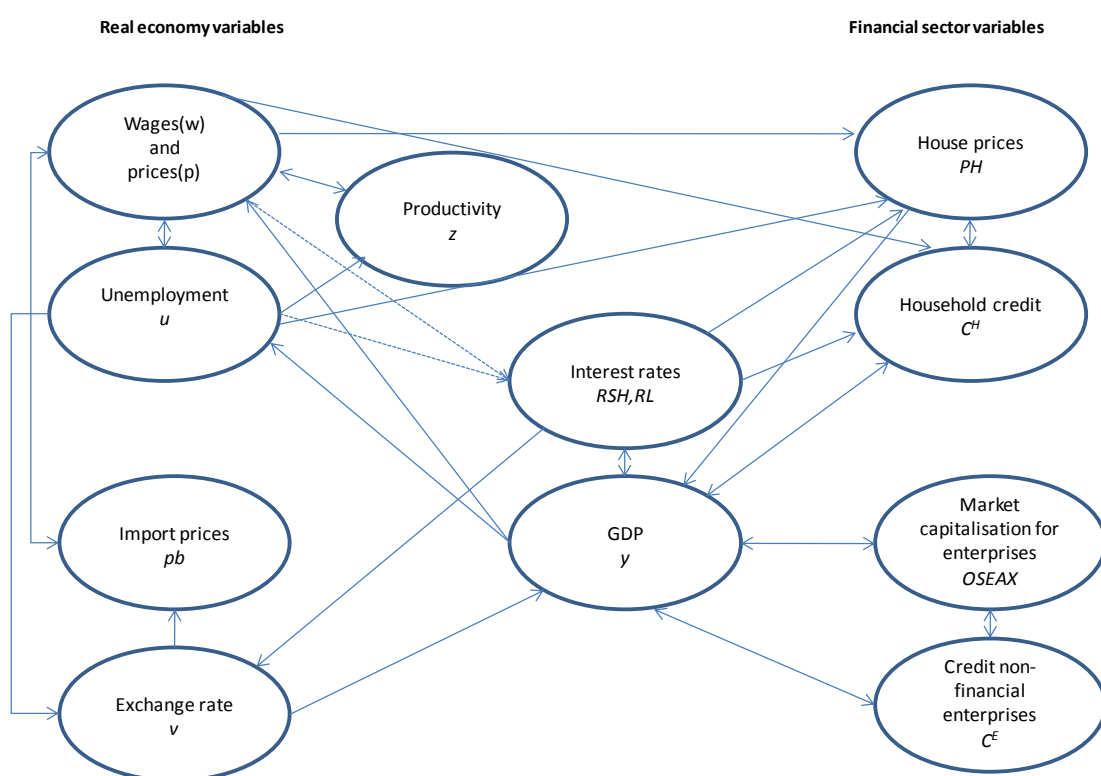 Real economy variables
Financial sector variables
Wages(w)
and
prices(p)
House prices
PH
Productivity
z
Unemployment
u
Household credit
C^H
Interest rates
RSH,RL
Import prices
pb
GDP
y
Market
capitalisation for
enterprises
OSEAX
Exchange rate
v
Credit non-
financial
enterprises
C^E